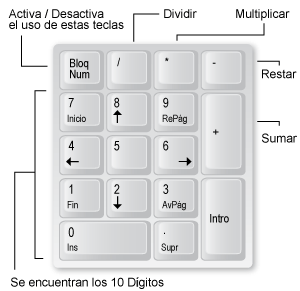 Activa / Desactiva
el uso de estas teclas
Dividir
Multiplicar
Bloq
Num
/
*
-
Restar
7
Inicio
8
9
RePág
+
Sumar
4
5
6
1
Fin
2
3
AvPág
Intro
0
Ins
.
Supr
Se encuentran los 10 Dígitos